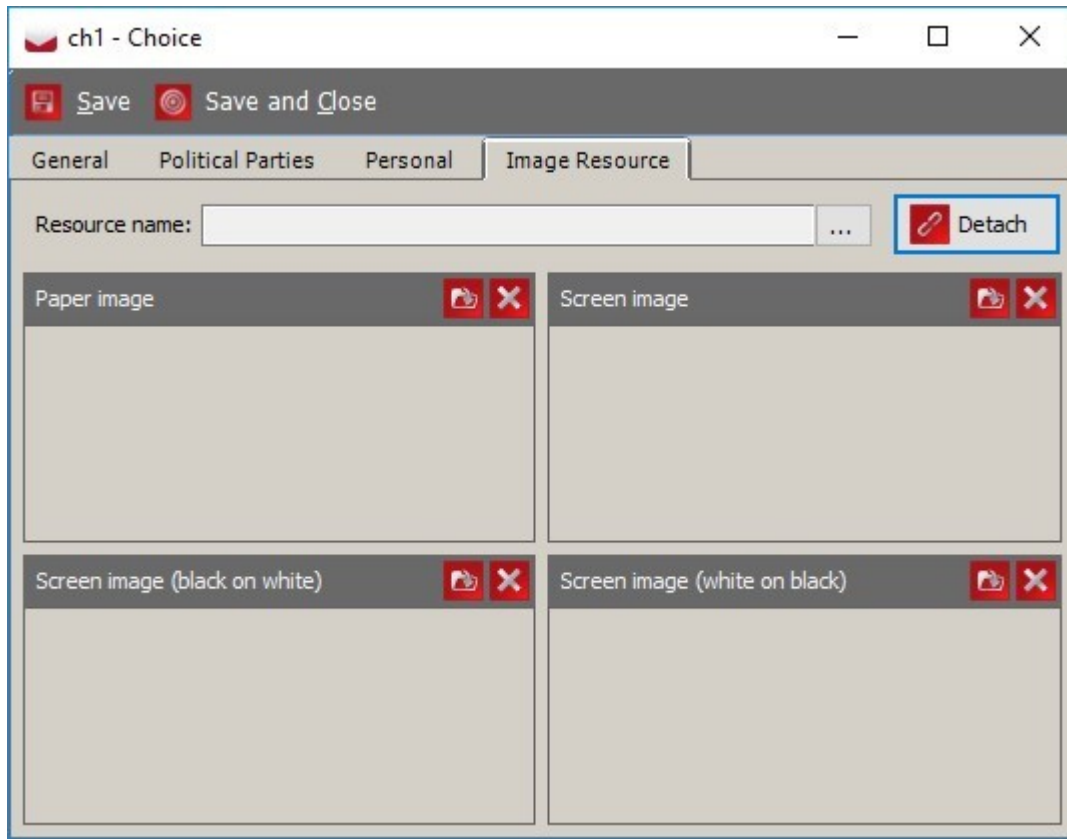 ch1 - Choice
Save Save and Close
General Political Parties Personal Image Resource
Resource name: ... Detach
Paper image Screen image
Screen image (black on white) Screen image (white on black)